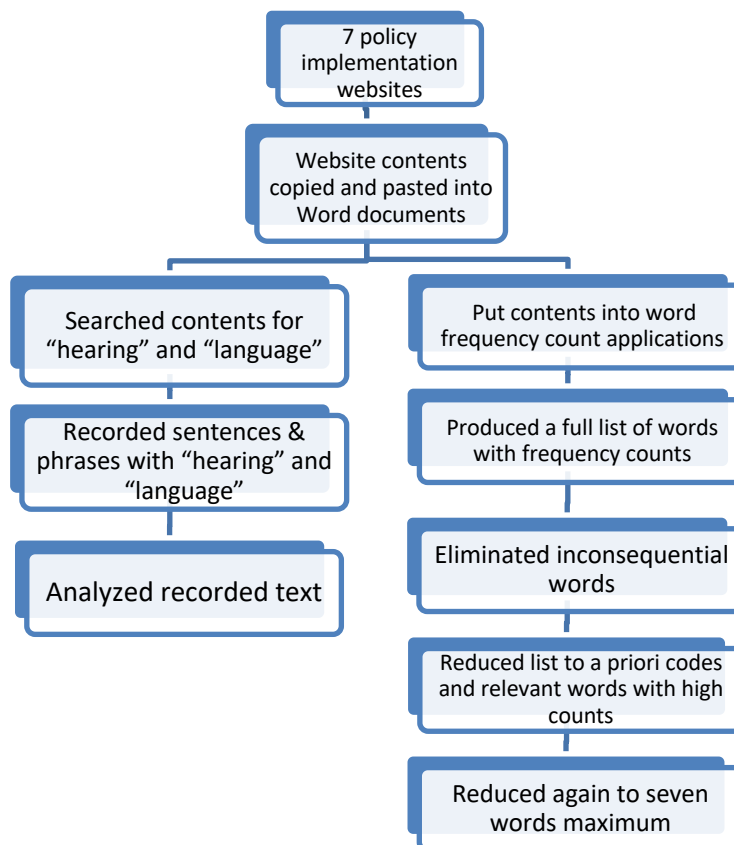 7 policy
implementation
websites
Website contents
copied and pasted into
Word documents
Searched contents for
“hearing” and “language”
Recorded sentences &
phrases with “hearing” and
“language”
Analyzed recorded text
Put contents into word
frequency count applications
Produced a full list of words
with frequency counts
Eliminated inconsequential
words
Reduced list to a priori codes
and relevant words with high
counts
Reduced again to seven
words maximum